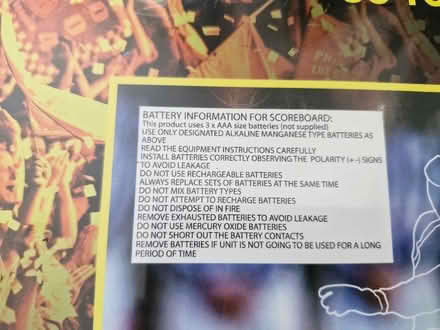 BATTERY INFORMATION FOR SCOREBOARD:
This product uses 3 x AAA size batteries (not supplied)
USE ONLY DESIGNATED ALKALINE MANGANESE TYPE BATTERIES AS
ABOVE
READ THE EQUIPMENT INSTRUCTIONS CAREFULLY
INSTALL BATTERIES CORRECTLY OBSERVING THE POLARITY (+ -) SIGNS
TO AVOID LEAKAGE
DO NOT USE RECHARGEABLE BATTERIES
ALWAYS REPLACE SETS OF BATTERIES AT THE SAME TIME
DO NOT MIX BATTERY TYPES
DO NOT ATTEMPT TO RECHARGE BATTERIES
DO NOT DISPOSE OF IN FIRE
REMOVE EXHAUSTED BATTERIES TO AVOID LEAKAGE
DO NOT USE MERCURY OXIDE BATTERIES
DO NOT SHORT OUT THE BATTERY CONTACTS
REMOVE BATTERIES IF UNIT IS NOT GOING TO BE USED FOR A LONG
PERIOD OF TIME